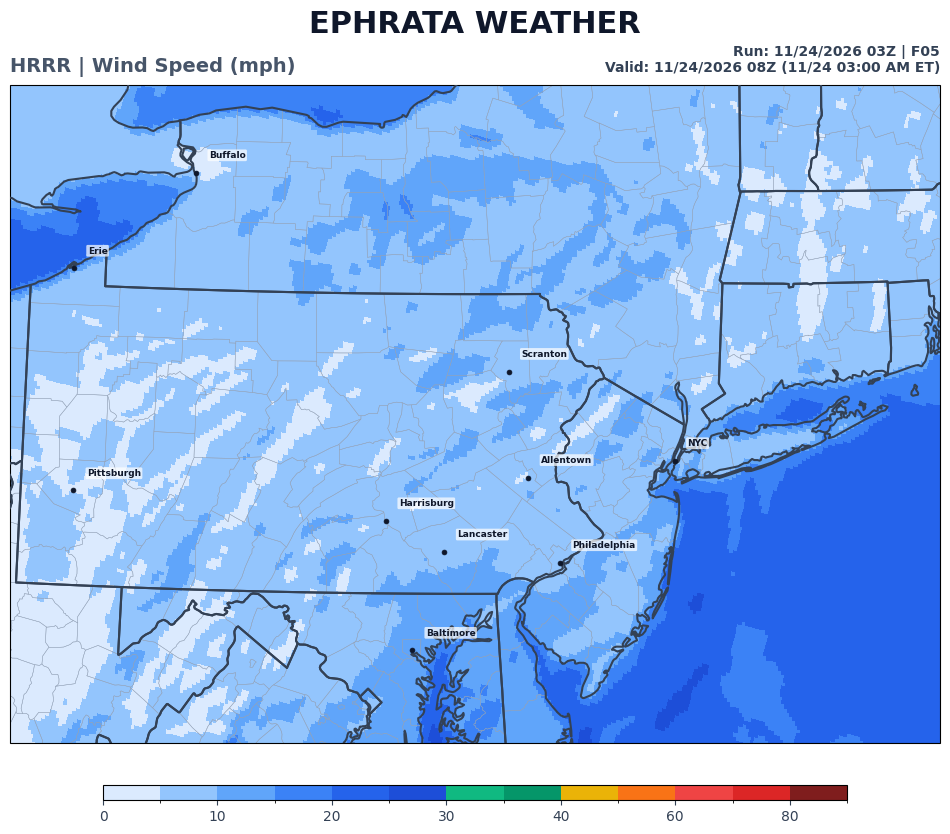 EPHRATA WEATHER
HRRR | Wind Speed (mph)
Run: 11/24/2026 03Z | F05
Valid: 11/24/2026 08Z (11/24 03:00 AM ET)
Buffalo
Erie
Scranton
NYC
Allentown
Pittsburgh
Harrisburg
Lancaster
Philadelphia
Baltimore
0 10 20 30 40 50 60 70 80